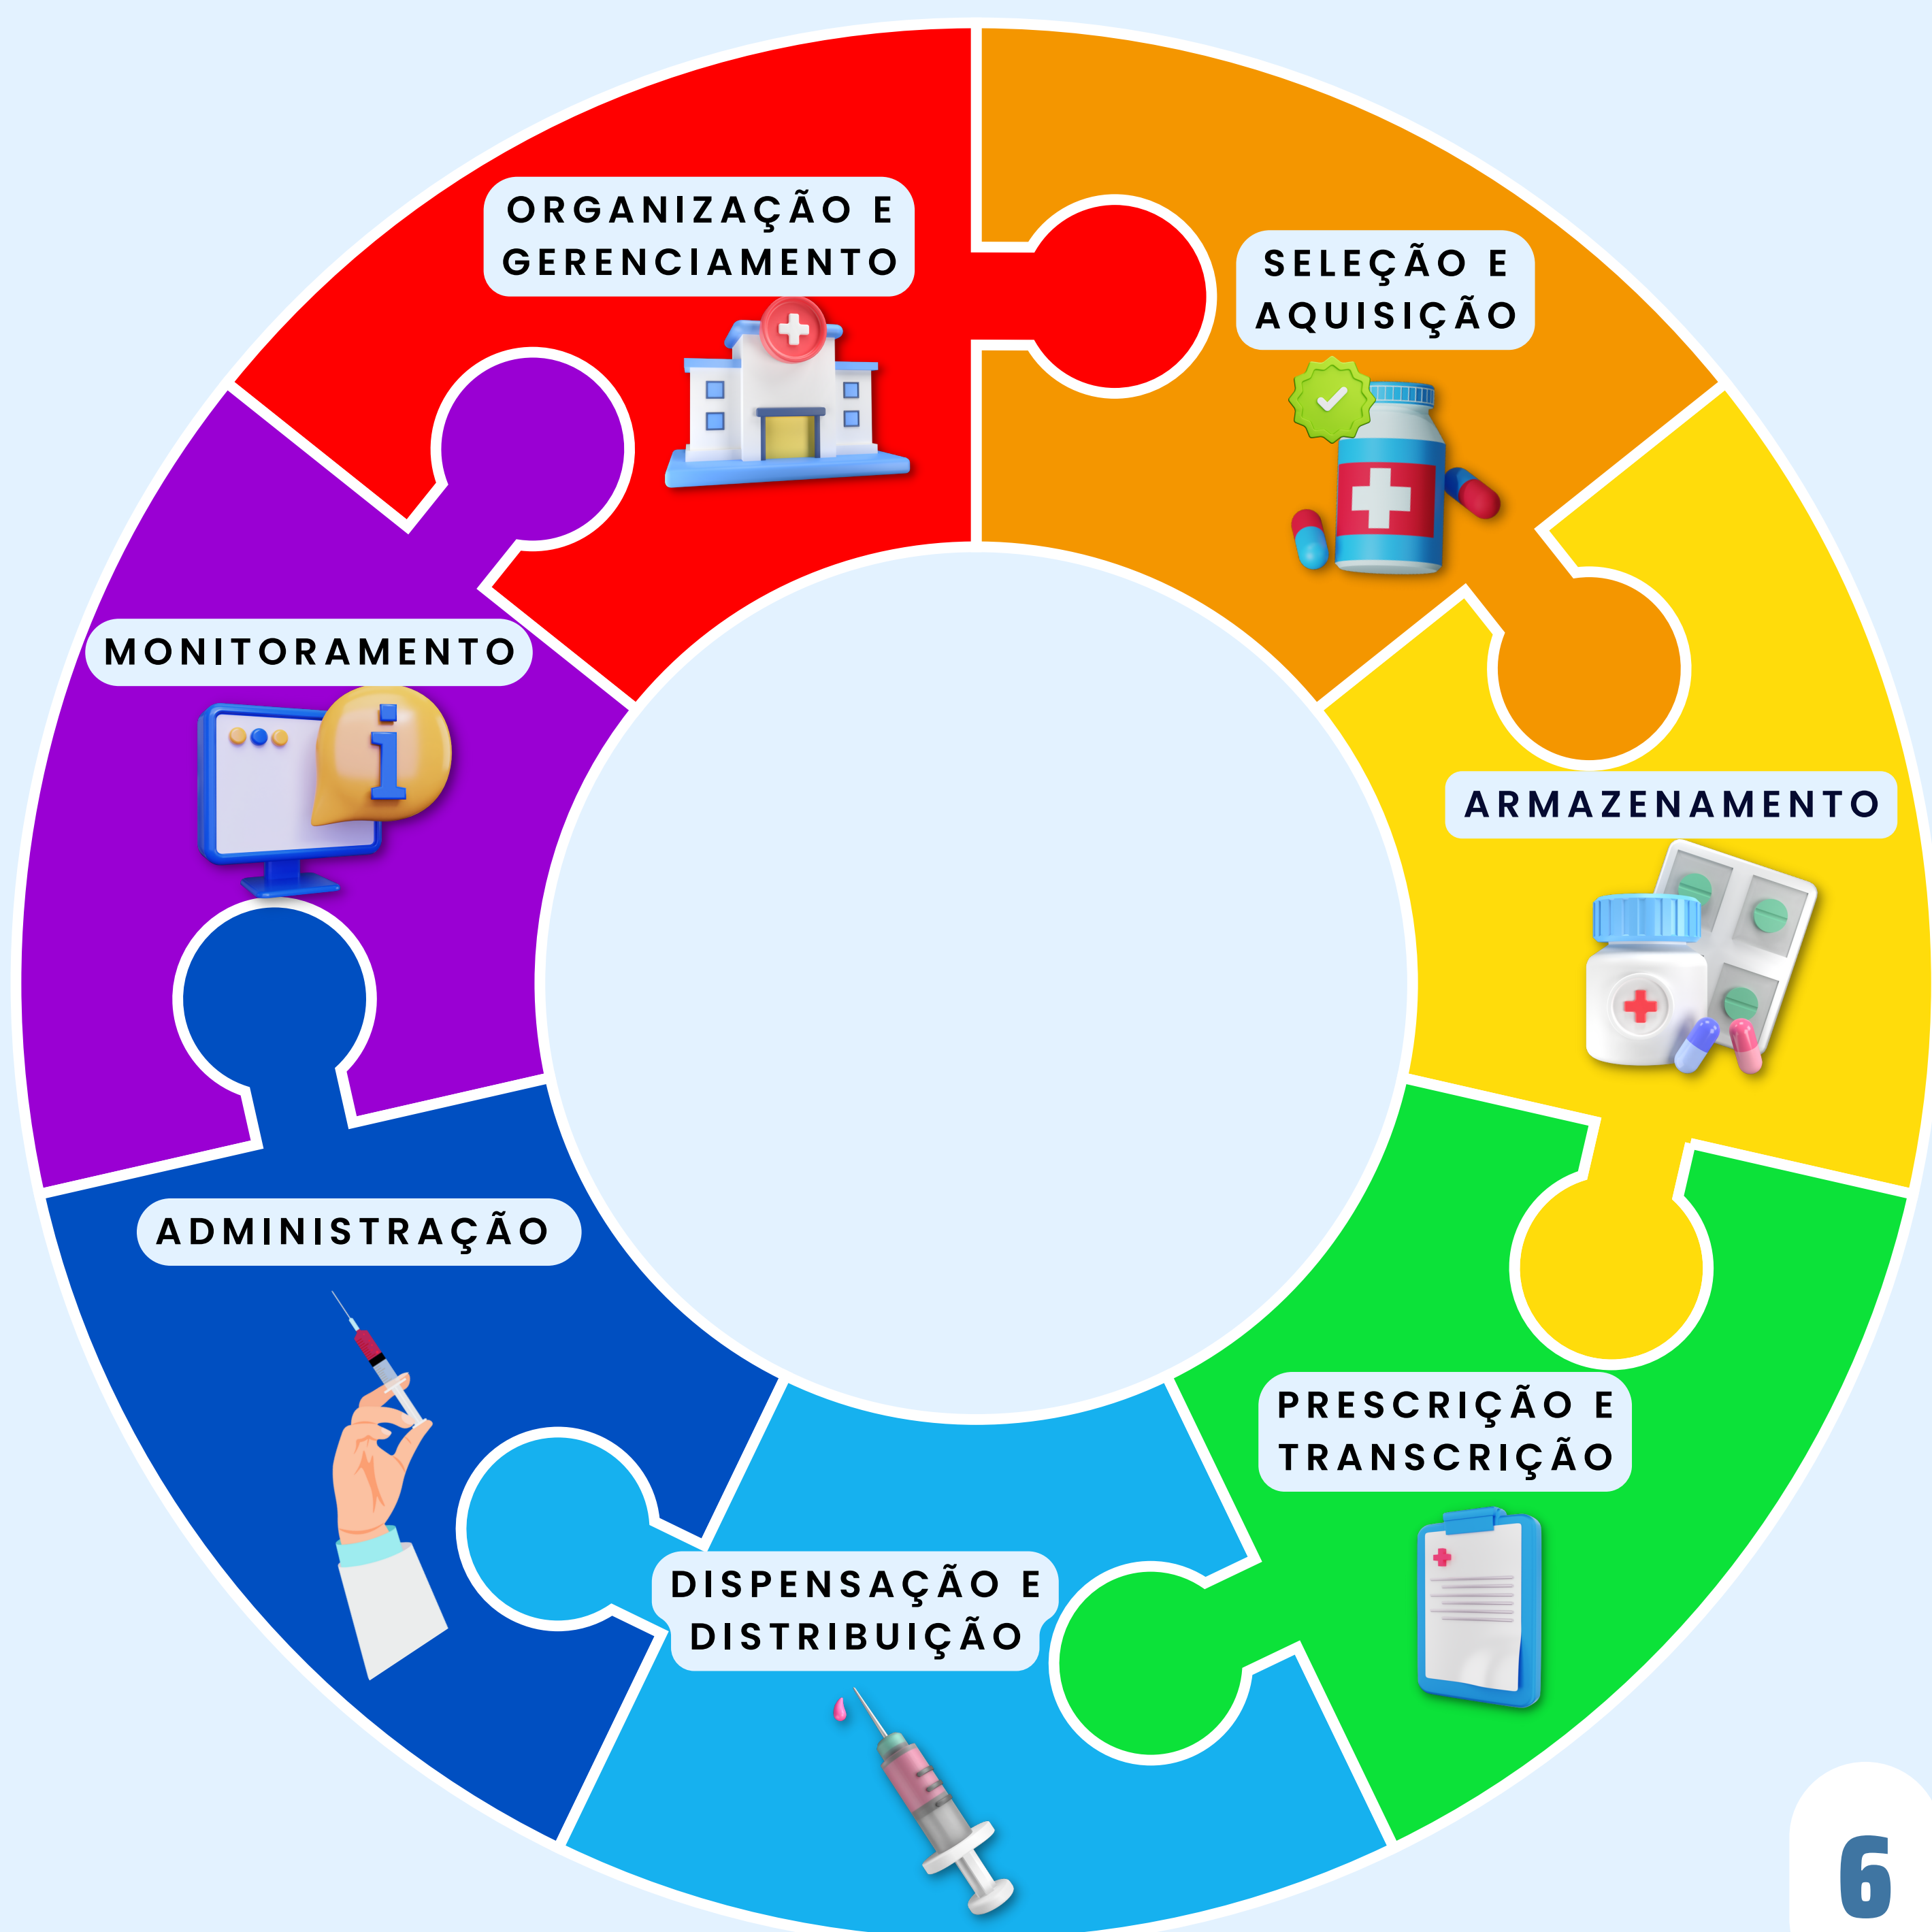 ORGANIZAÇÃO E
GERENCIAMENTO
SELEÇÃO E
AQUISIÇÃO
ARMAZENAMENTO
PRESCRIÇÃO E
TRANSCRIÇÃO
DISPENSAÇÃO E
DISTRIBUIÇÃO
ADMINISTRAÇÃO
MONITORAMENTO
i
6